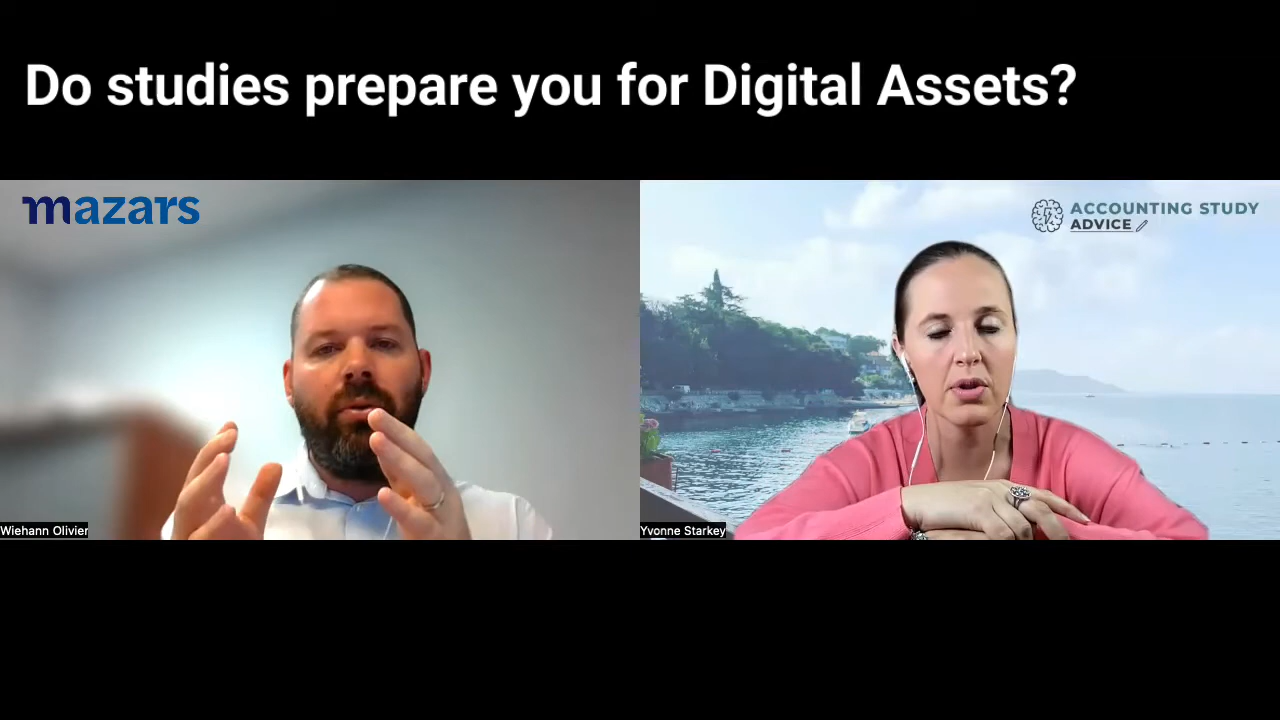 Do studies prepare you for Digital Assets?
mazars
ACCOUNTING STUDY
ADVICE
Wiehann Olivier
Yvonne Starkey